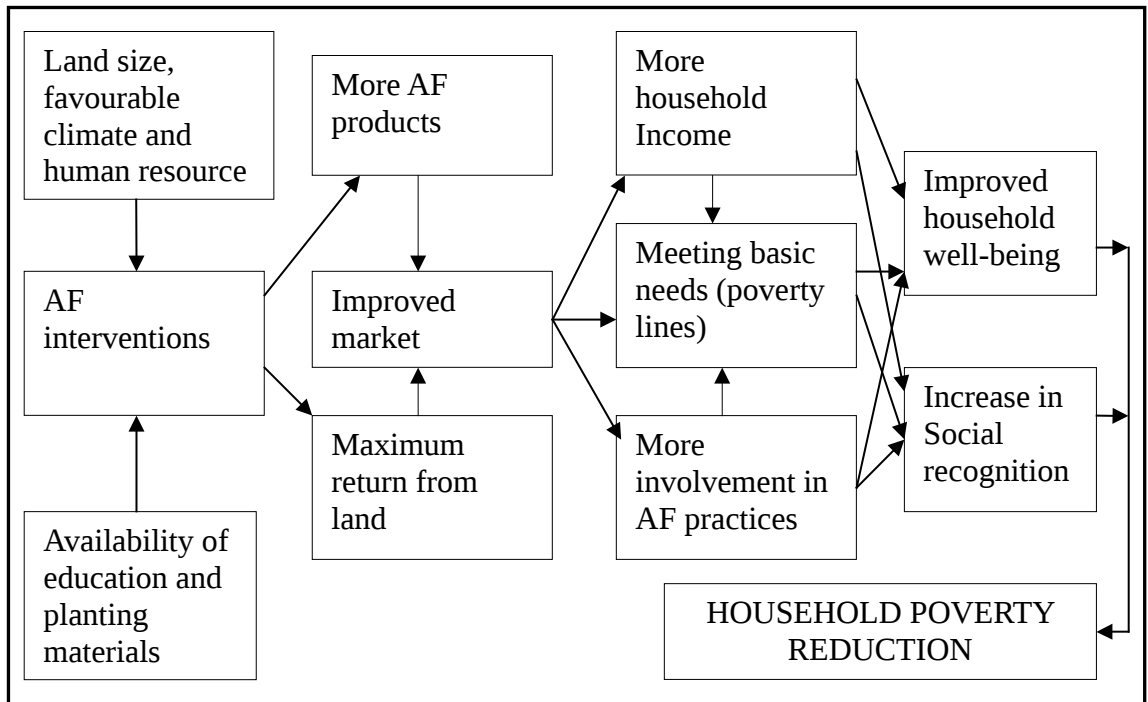 Land size,
favourable
climate and
human resource
AF
interventions
Availability of
education and
planting
materials
More AF
products
Improved
market
Maximum
return from
land
More
household
Income
Meeting basic
needs (poverty
lines)
More
involvement in
AF practices
Improved
household
well-being
Increase in
Social
recognition
HOUSEHOLD POVERTY
REDUCTION